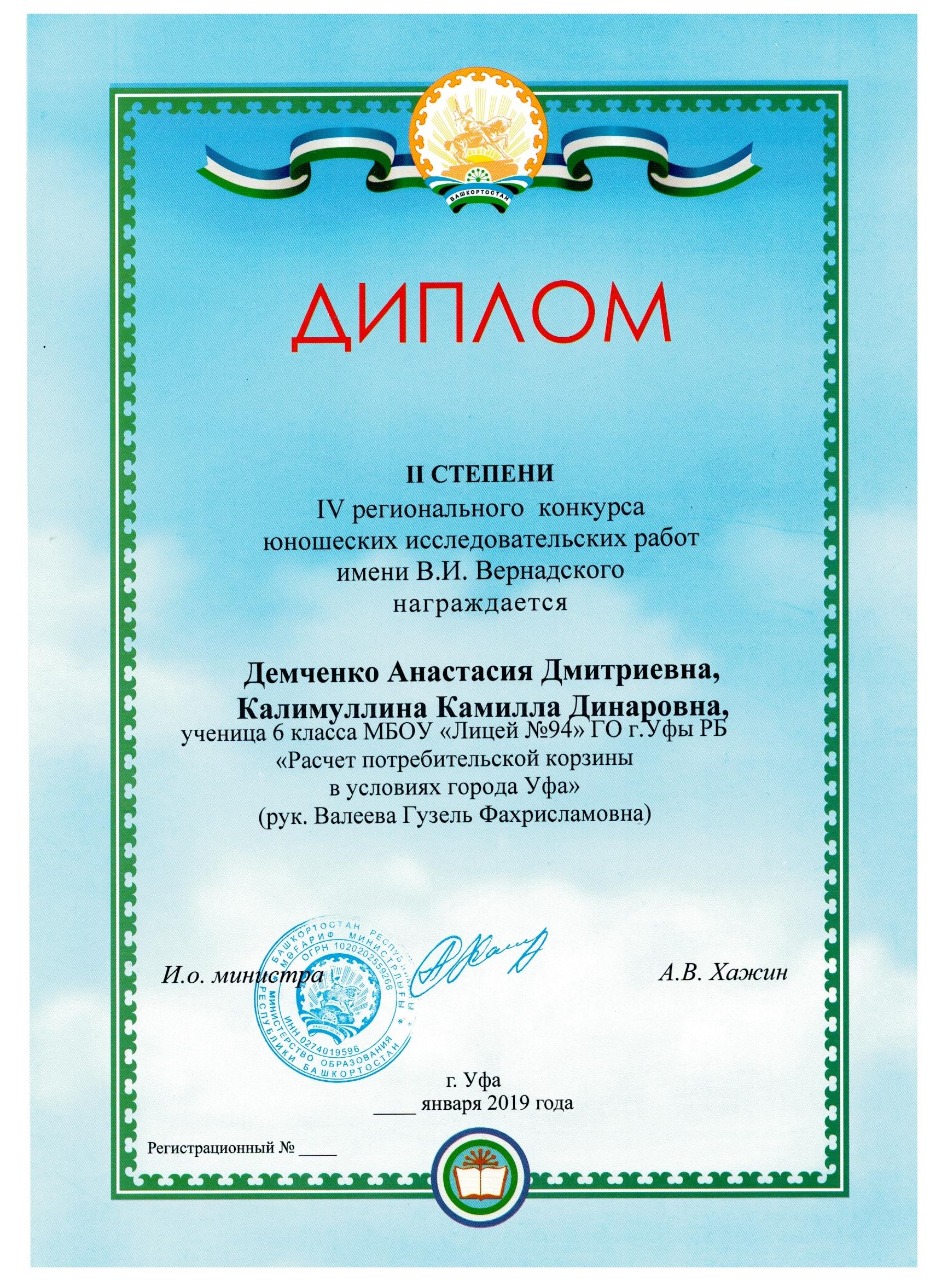 БАШКОРТОСТАН
ДИПЛОМ
II СТЕПЕНИ
IV регионального конкурса
юношеских исследовательских работ
имени В.И. Вернадского
награждается
Демченко Анастасия Дмитриевна,
Калимуллина Камилла Динаровна,
ученица 6 класса МБОУ «Лицей №94» ГО г.Уфы РБ
«Расчет потребительской корзины
в условиях города Уфа»
(рук. Валеева Гузель Фахрисламовна)
И.о. министра
А.В. Хажин
БАШКОРТОСТАН
МӘҒАРИФ МИНИСТРЛЫҒЫ
ОГРН 1020202559266
ИНН 0274019596
МИНИСТЕРСТВО ОБРАЗОВАНИЯ
РЕСПУБЛИКИ БАШКОРТОСТАН
г. Уфа
____ января 2019 года
Регистрационный № ____